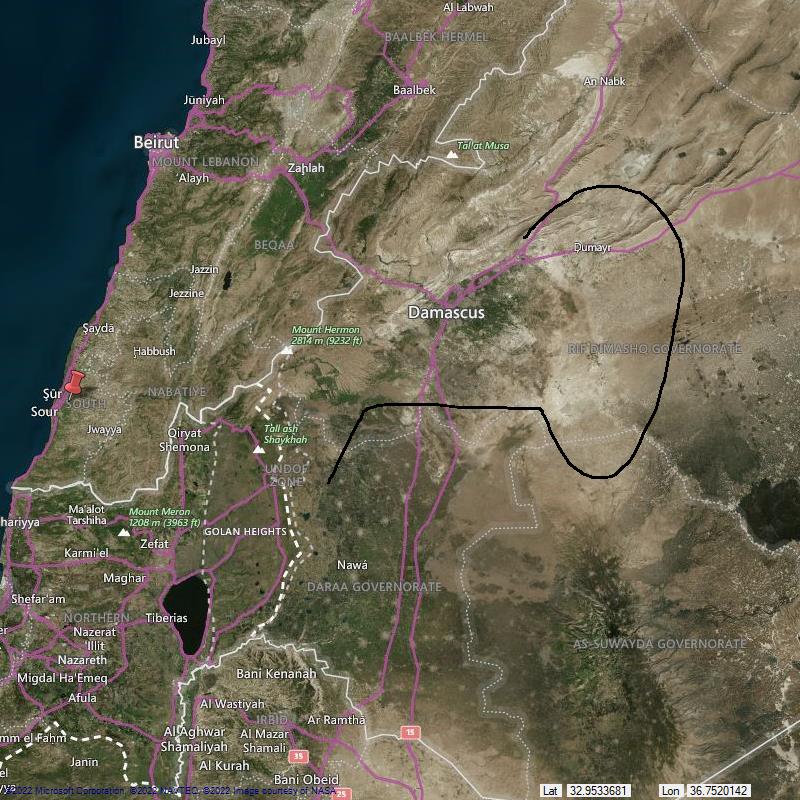 Al Labwah
Jubayl
BAALBEK HERMEL
An Nabk
Baalbek
Jūniyah
Beirut
Tal'at Musa
MOUNT LEBANON
Zaḩlah
'Alayh
BEQAA
Ḑumayr
Jazzin
Jezzine
Damascus
Şayda
Mount Hermon
2814 m (9232 ft)
Ḩabbush
RIF DIMASHQ GOVERNORATE
NABATIYE
Şūr
Sour
SOUTH
Jwayya
Qiryat
Shemona
Tall ash
Shaykhah
UNDOF
ZONE
Ma'alot
Tarshiha
Mount Meron
1208 m (3963 ft)
hariyya
GOLAN HEIGHTS
Zefat
Karmi'el
Nawá
Maghar
DARAA GOVERNORATE
Shefar'am
NORTHERN
Tiberias
er
Nazerat
'Illit
AS-SUWAYDA GOVERNORATE
Nazareth
Migdal Ha'Emeq
Bani Kenanah
Afula
Al Wastiyah
IRBID
Ar Ramtha
mm el Fahm
Al Aghwar
Shamaliyah
Al Mazar
Shamali
15
35
Janin
Al Kurah
el
Bani Obeid
25
©2022 Microsoft Corporation, ©2022 NAVTEQ, ©2022 Image courtesy of NASA
Lat 32.9533681 Lon 36.7520142